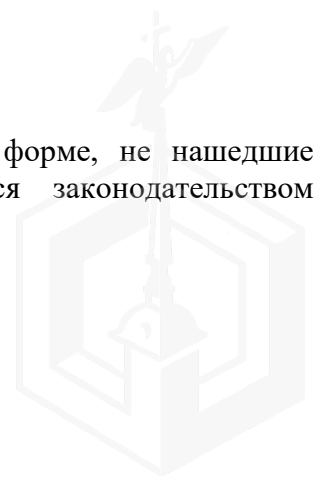 форме, не нашедшие
ся законодательством